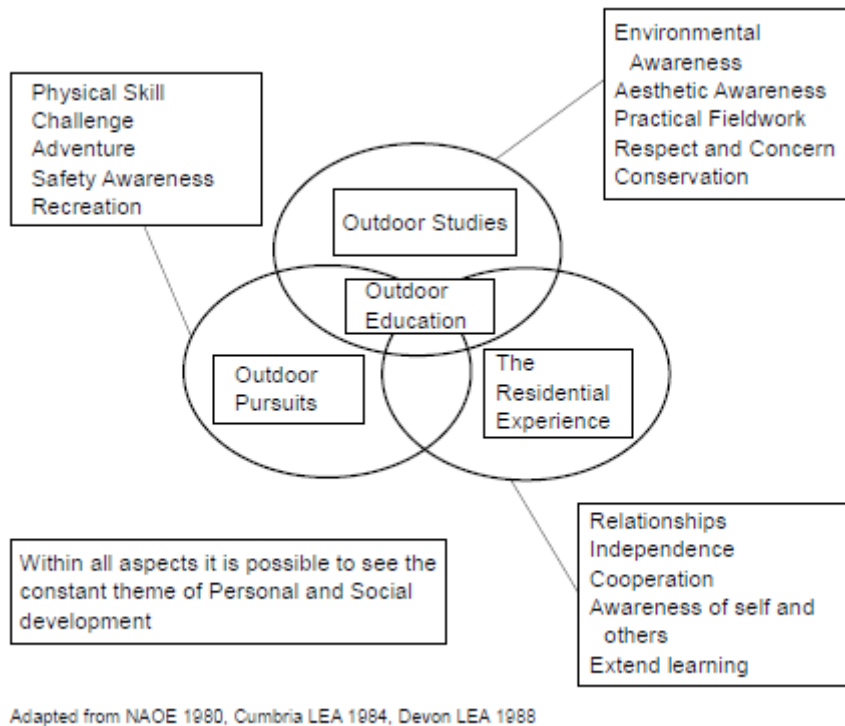 Environmental
Awareness
Aesthetic Awareness
Practical Fieldwork
Respect and Concern
Conservation
Physical Skill
Challenge
Adventure
Safety Awareness
Recreation
Outdoor Studies
Outdoor
Education
Outdoor
Pursuits
The
Residential
Experience
Relationships
Independence
Cooperation
Awareness of self and
others
Extend learning
Within all aspects it is possible to see the
constant theme of Personal and Social
development
Adapted from NAOE 1980, Cumbria LEA 1984, Devon LEA 1988